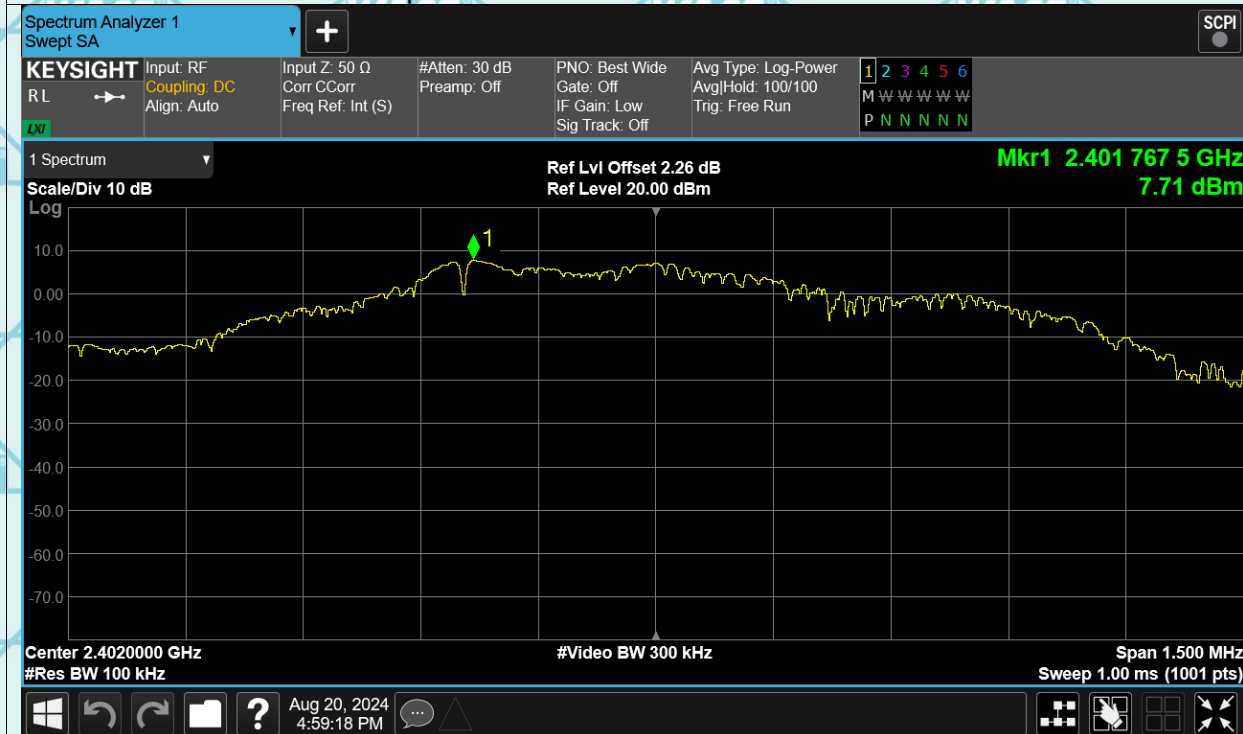 Spectrum Analyzer 1
Swept SA
SCPI
KEYSIGHT
RL
LXI
Input: RF
Coupling: DC
Align: Auto
Input Z: 50 Ω
Corr CCorr
Freq Ref: Int (S)
#Atten: 30 dB
Preamp: Off
PNO: Best Wide
Gate: Off
IF Gain: Low
Sig Track: Off
Avg Type: Log-Power
Avg|Hold: 100/100
Trig: Free Run
1 2 3 4 5 6
M W W W W W
P N N N N N
1 Spectrum
Ref Lvl Offset 2.26 dB
Mkr1 2.401 767 5 GHz
Scale/Div 10 dB
Ref Level 20.00 dBm
7.71 dBm
Log
1
10.0
0.00
-10.0
-20.0
-30.0
-40.0
-50.0
-60.0
-70.0
Center 2.4020000 GHz
#Video BW 300 kHz
Span 1.500 MHz
#Res BW 100 kHz
Sweep 1.00 ms (1001 pts)
?
Aug 20, 2024
4:59:18 PM